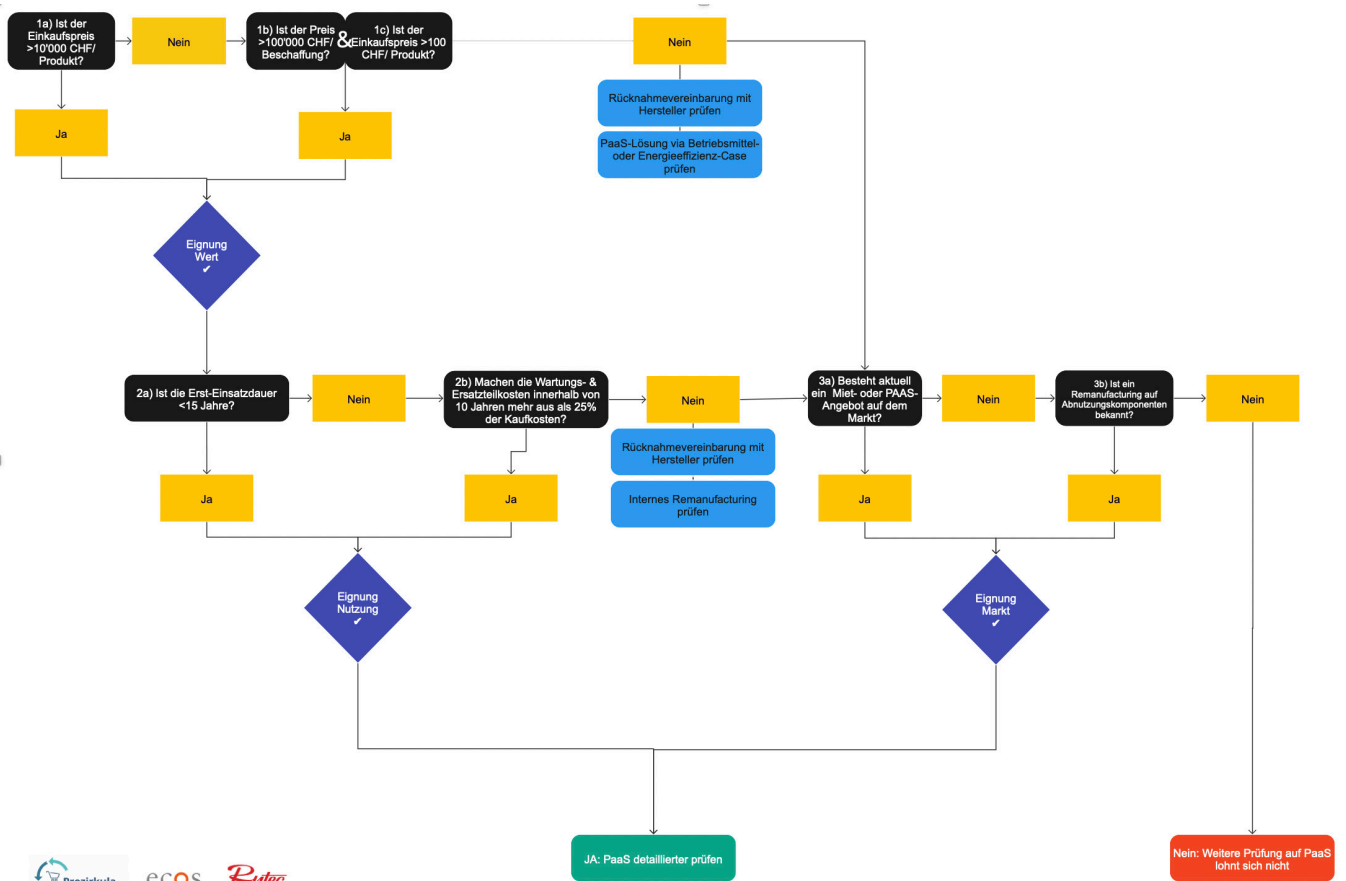 1a) Ist der
Einkaufspreis
>10'000 CHF/
Produkt?
Nein
1b) Ist der Preis
>100'000 CHF/
Beschaffung?
&
1c) Ist der
Einkaufspreis >100
CHF/ Produkt?
Nein
Ja
Ja
Rücknahmevereinbarung mit
Hersteller prüfen
PaaS-Lösung via Betriebsmittel-
oder Energieeffizienz-Case
prüfen
Eignung
Wert
✔
2a) Ist die Erst-Einsatzdauer
<15 Jahre?
Nein
2b) Machen die Wartungs- &
Ersatzteilkosten innerhalb von
10 Jahren mehr aus als 25%
der Kaufkosten?
Nein
3a) Besteht aktuell
ein Miet- oder PAAS-
Angebot auf dem
Markt?
Nein
3b) Ist ein
Remanufacturing auf
Abnutzungskomponenten
bekannt?
Nein
Rücknahmevereinbarung mit
Hersteller prüfen
Internes Remanufacturing
prüfen
Ja
Ja
Ja
Ja
Eignung
Nutzung
✔
Eignung
Markt
✔
JA: PaaS detaillierter prüfen
Nein: Weitere Prüfung auf PaaS
lohnt sich nicht
Prozirkula
ecos
Rytec